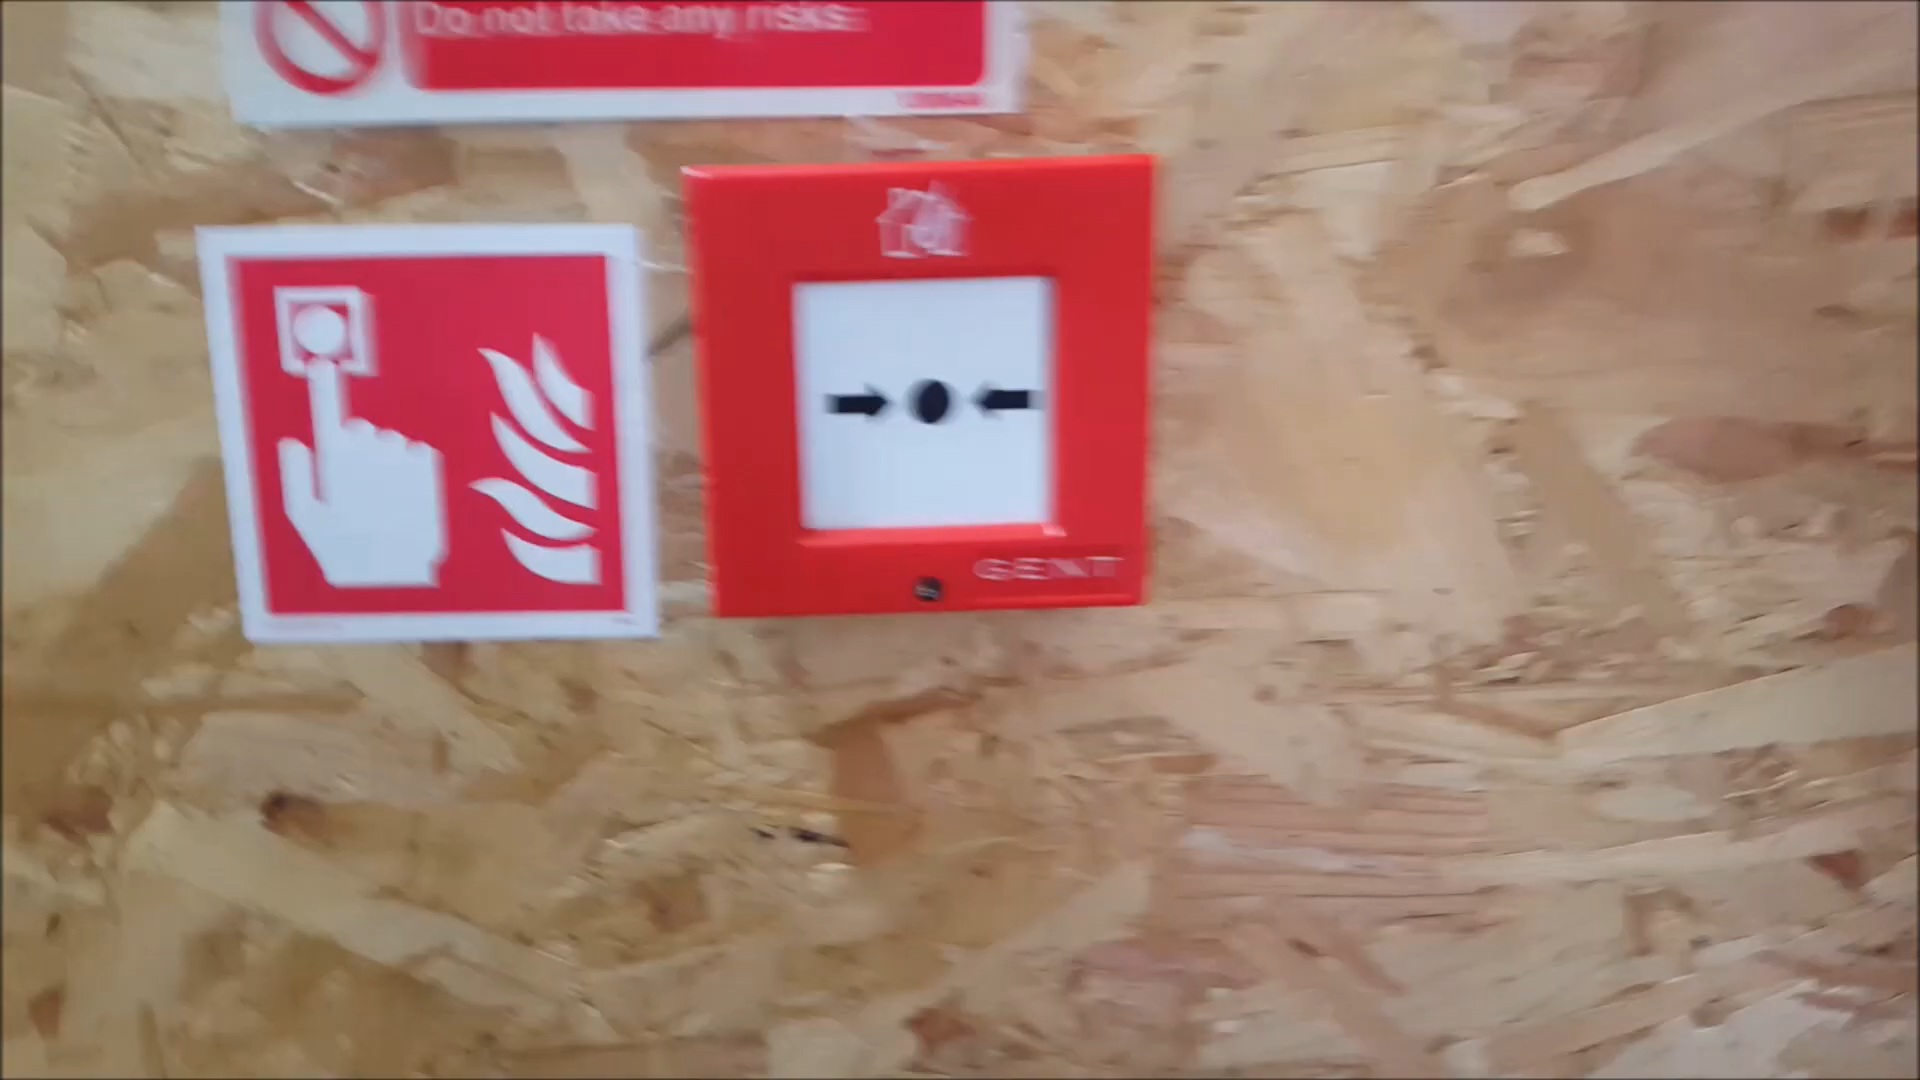 Do not take any risks.
GENT